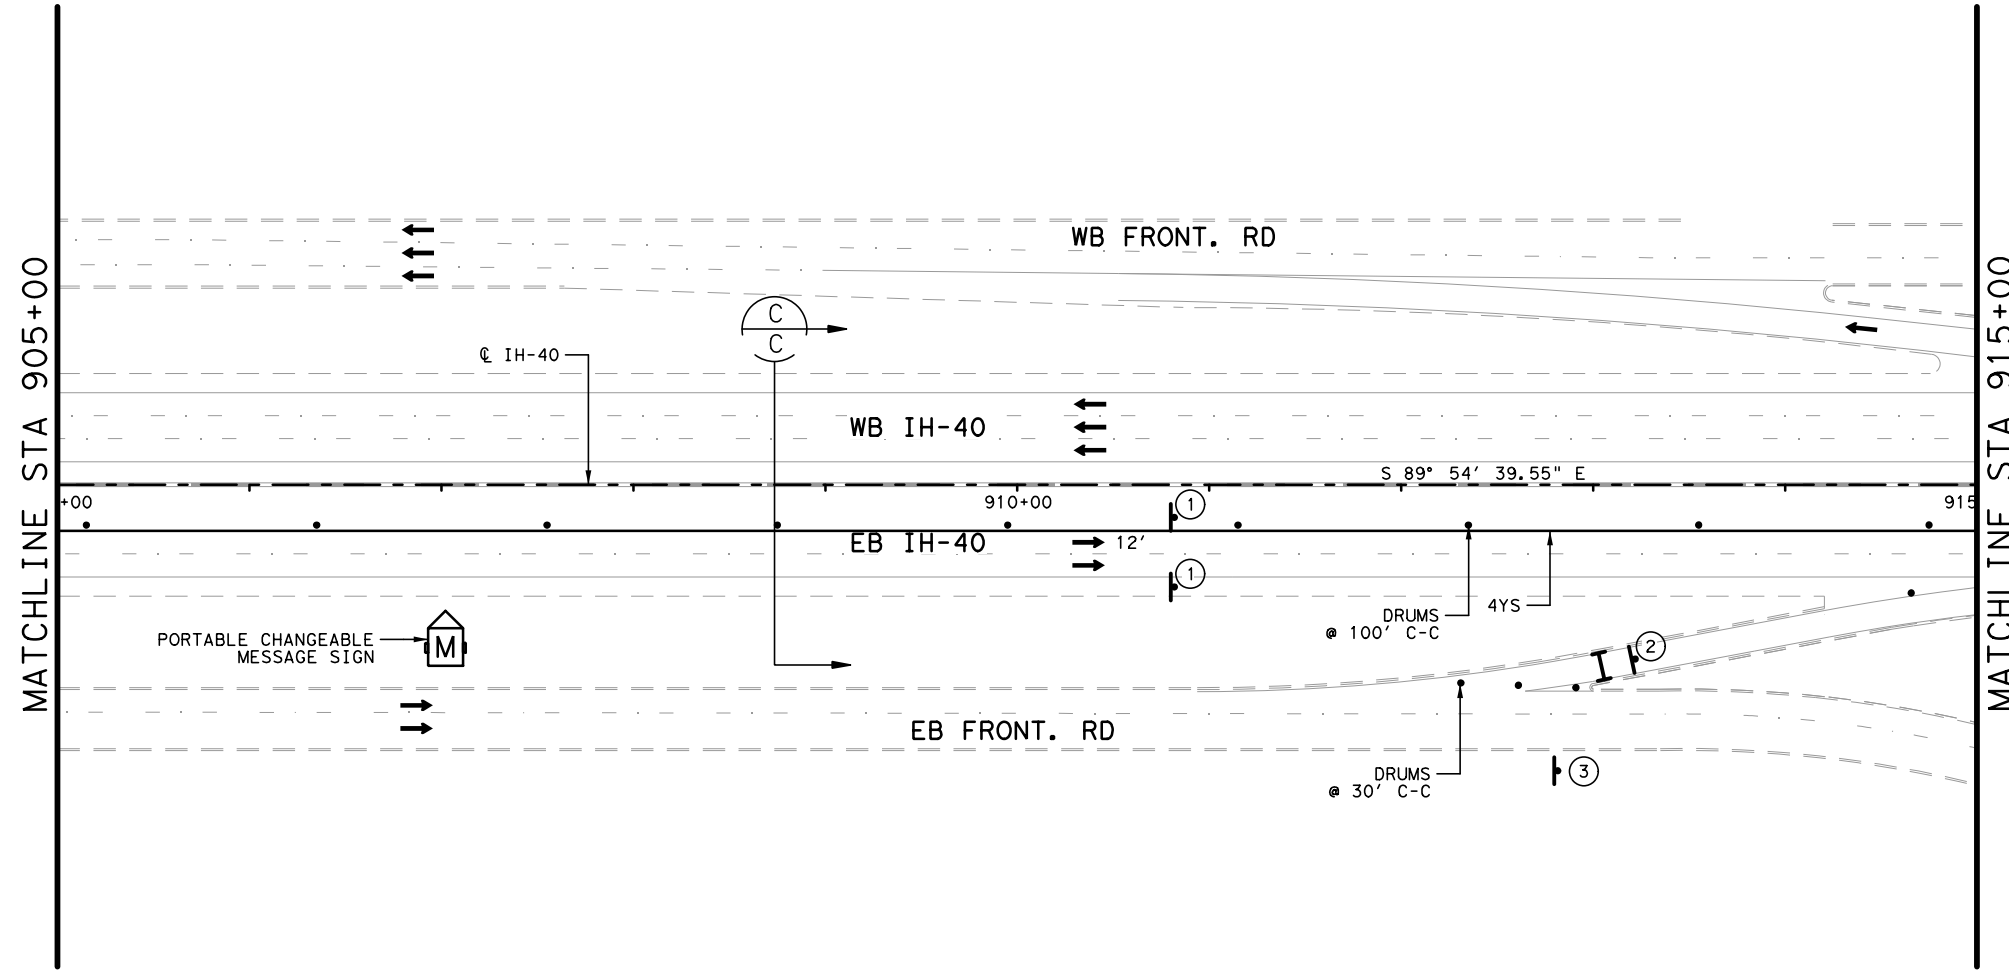 MATCHLINE STA 905+00
WB FRONT. RD
C
C
℄ IH-40
WB IH-40
S 89° 54' 39.55" E
+00
910+00
915
1
EB IH-40
12'
1
DRUMS
@ 100' C-C
4YS
PORTABLE CHANGEABLE
MESSAGE SIGN
M
2
EB FRONT. RD
DRUMS
@ 30' C-C
3
MATCHLINE STA 915+00